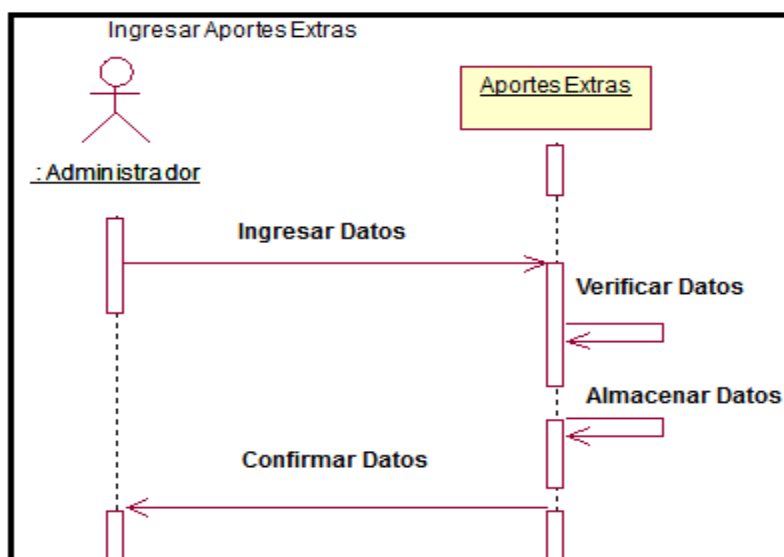 Ingresar Aportes Extras
Aportes Extras
: Administrador
Ingresar Datos
Verificar Datos
Almacenar Datos
Confirmar Datos